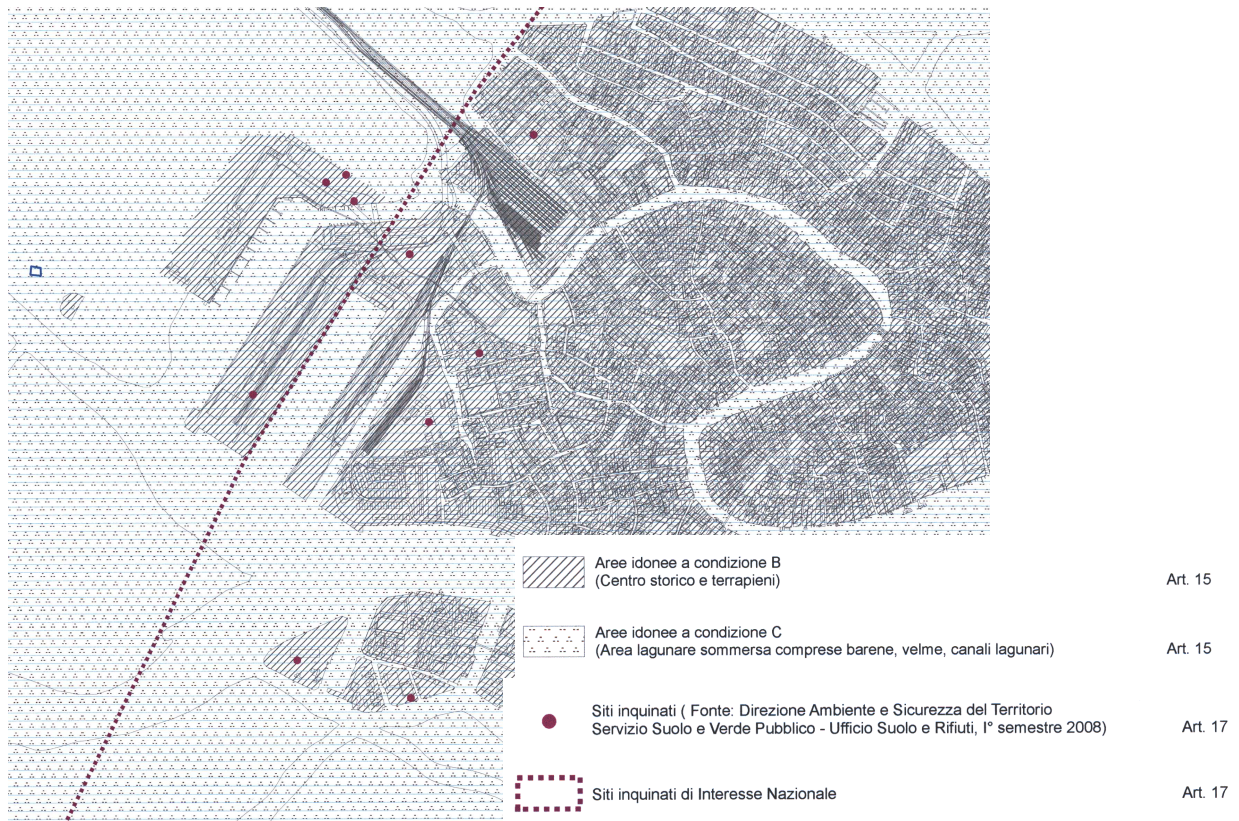 Aree idonee a condizione B
(Centro storico e terrapieni)
Art. 15
Aree idonee a condizione C
(Area lagunare sommersa comprese barene, velme, canali lagunari)
Art. 15
Siti inquinati ( Fonte: Direzione Ambiente e Sicurezza del Territorio
Servizio Suolo e Verde Pubblico - Ufficio Suolo e Rifiuti, I° semestre 2008)
Art. 17
Siti inquinati di Interesse Nazionale
Art. 17